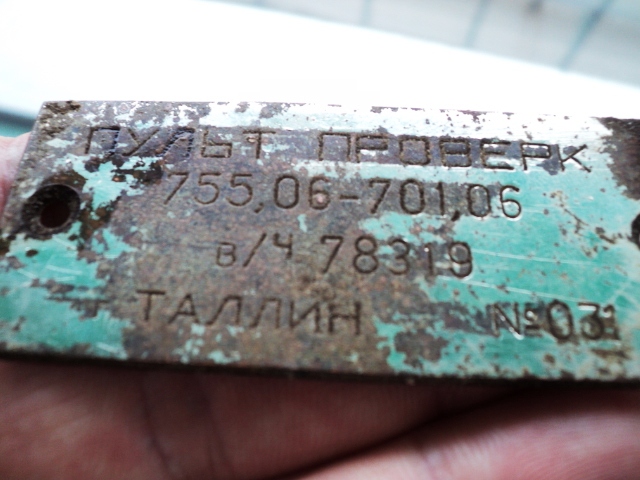 ПУЛЬТ ПРОВЕРК
755,06-701,06
в/ч 78319
г ТАЛЛИН №031